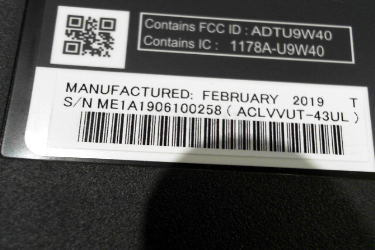 Contains FCC ID : ADTU9W40
Contains IC : 1178A-U9W40
MANUFACTURED: FEBRUARY 2019 T
S/N ME1A1906100258 ( ACLVVUT-43UL )